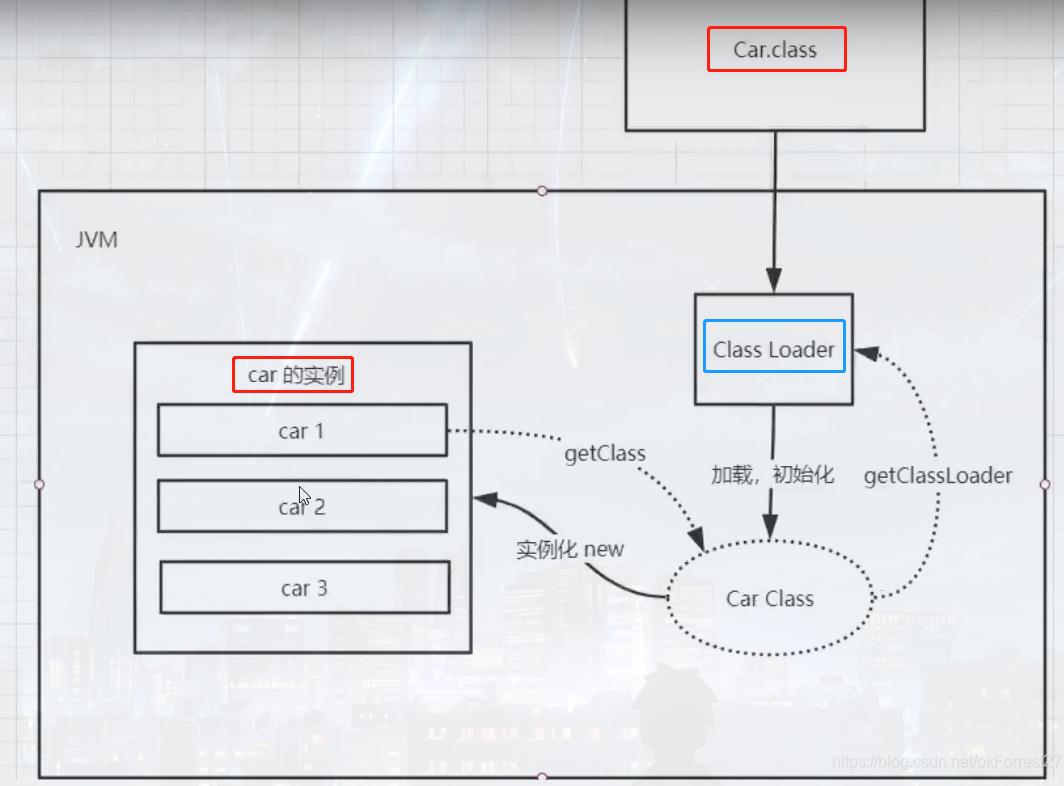 Car.class
JVM
Class Loader
car 的实例
car 1
getClass
加载，初始化
getClassLoader
car 2
实例化 new
car 3
Car Class
https://blog.csdn.net/okForrest27